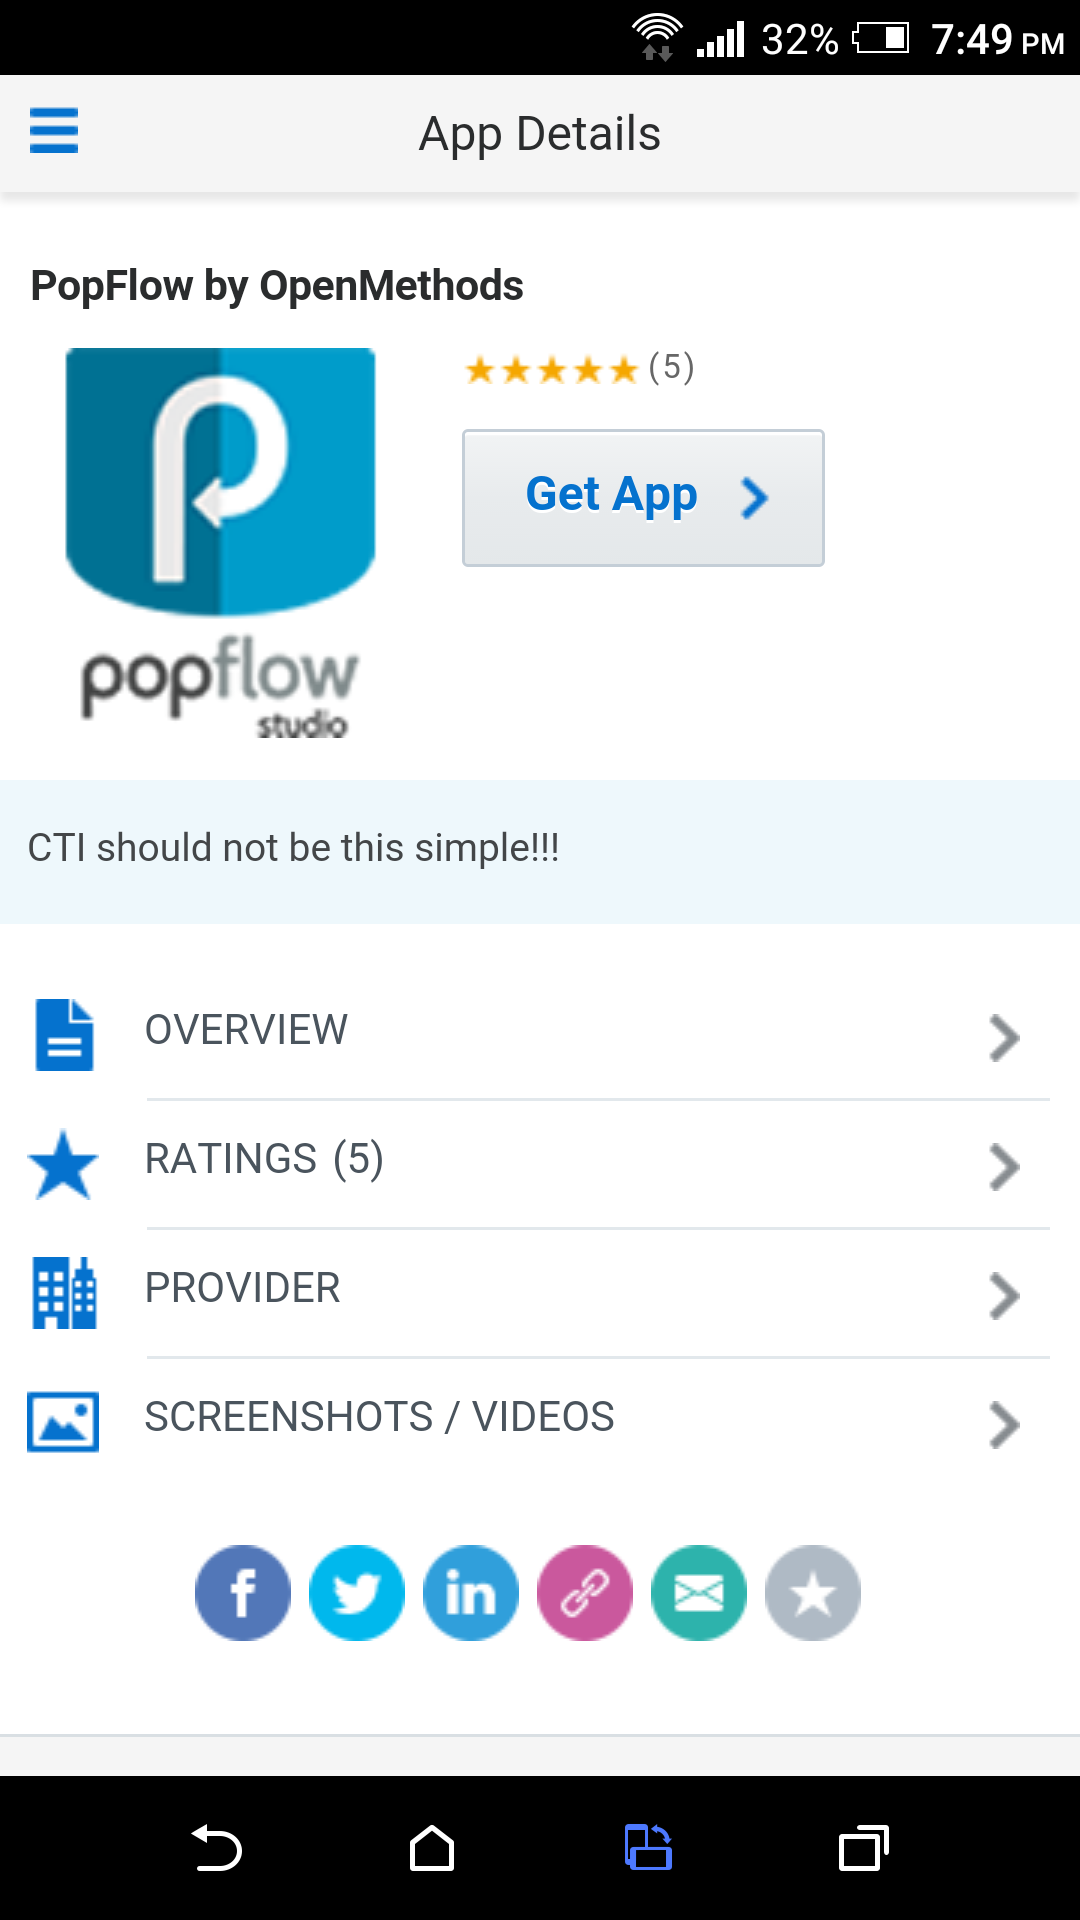 32% 7:49 PM
App Details
PopFlow by OpenMethods
(5)
Get App
popflow
studio
CTI should not be this simple!!!
OVERVIEW
RATINGS (5)
PROVIDER
SCREENSHOTS / VIDEOS